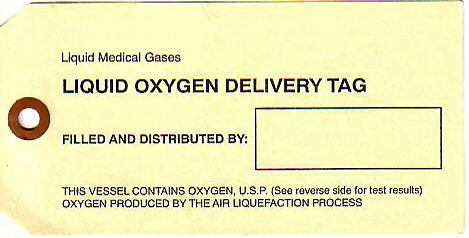 Liquid Medical Gases
LIQUID OXYGEN DELIVERY TAG
FILLED AND DISTRIBUTED BY:
THIS VESSEL CONTAINS OXYGEN, U.S.P. (See reverse side for test results)
OXYGEN PRODUCED BY THE AIR LIQUEFACTION PROCESS